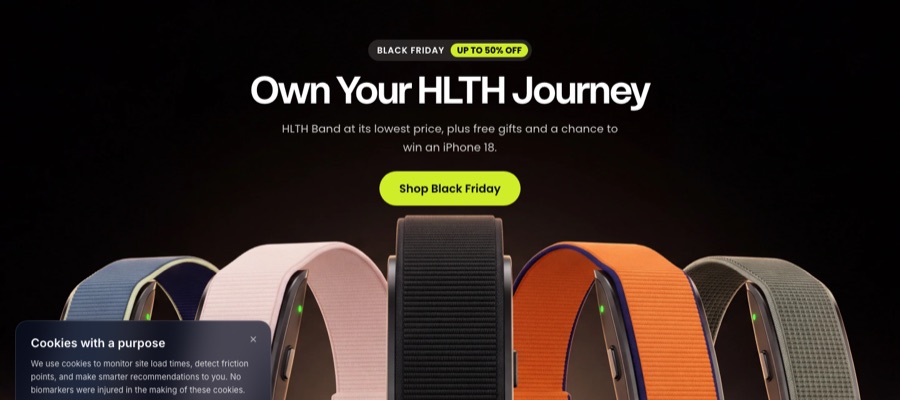 BLACK FRIDAY UP TO 50% OFF
Own Your HLTH Journey
HLTH Band at its lowest price, plus free gifts and a chance to
win an iPhone 18.
Shop Black Friday
Cookies with a purpose
We use cookies to monitor site load times, detect friction
points, and make smarter recommendations to you. No
biomarkers were injured in the making of these cookies.